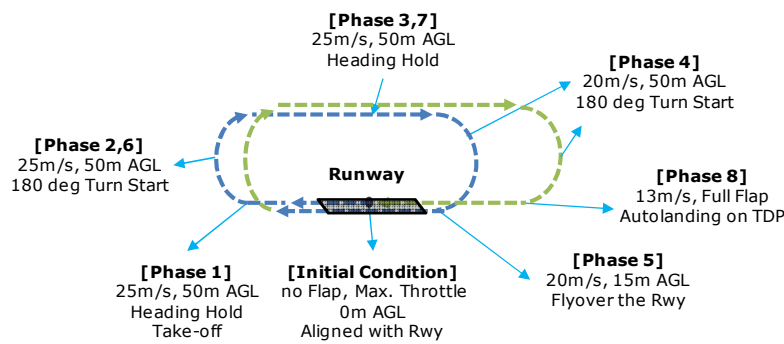 [Phase 3,7]
25m/s, 50m AGL
Heading Hold
[Phase 4]
20m/s, 50m AGL
180 deg Turn Start
[Phase 2,6]
25m/s, 50m AGL
180 deg Turn Start
Runway
[Phase 8]
13m/s, Full Flap
Autolanding on TDP
[Phase 1]
25m/s, 50m AGL
Heading Hold
Take-off
[Initial Condition]
no Flap, Max. Throttle
0m AGL
Aligned with Rwy
[Phase 5]
20m/s, 15m AGL
Flyover the Rwy